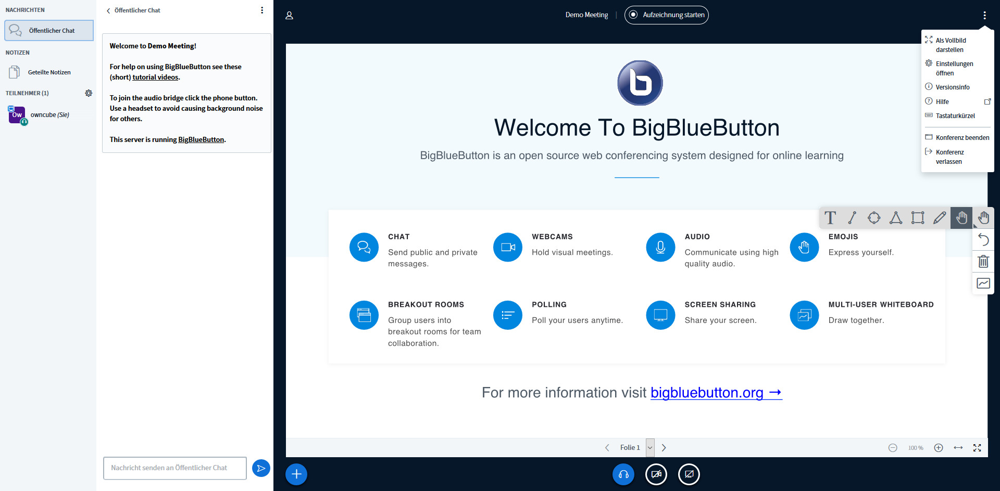 NACHRICHTEN
Öffentlicher Chat
NOTIZEN
Geteilte Notizen
TEILNEHMER (1)
Ow
owncube (Sie)
Öffentlicher Chat
Welcome to Demo Meeting!
For help on using BigBlueButton see these
(short) tutorial videos.
To join the audio bridge click the phone button.
Use a headset to avoid causing background noise
for others.
This server is running BigBlueButton.
Nachricht senden an Öffentlicher Chat
Demo Meeting
Aufzeichnung starten
Als Vollbild
darstellen
Einstellungen
öffnen
Versionsinfo
Hilfe
Tastaturkürzel
Konferenz beenden
Konferenz
verlassen
b
Welcome To BigBlueButton
BigBlueButton is an open source web conferencing system designed for online learning
T
CHAT
Send public and private
messages.
WEBCAMS
Hold visual meetings.
AUDIO
Communicate using high
quality audio.
EMOJIS
Express yourself.
BREAKOUT ROOMS
Group users into
breakout rooms for team
collaboration.
POLLING
Poll your users anytime.
SCREEN SHARING
Share your screen.
MULTI-USER WHITEBOARD
Draw together.
For more information visit bigbluebutton.org →
Folie 1
100 %